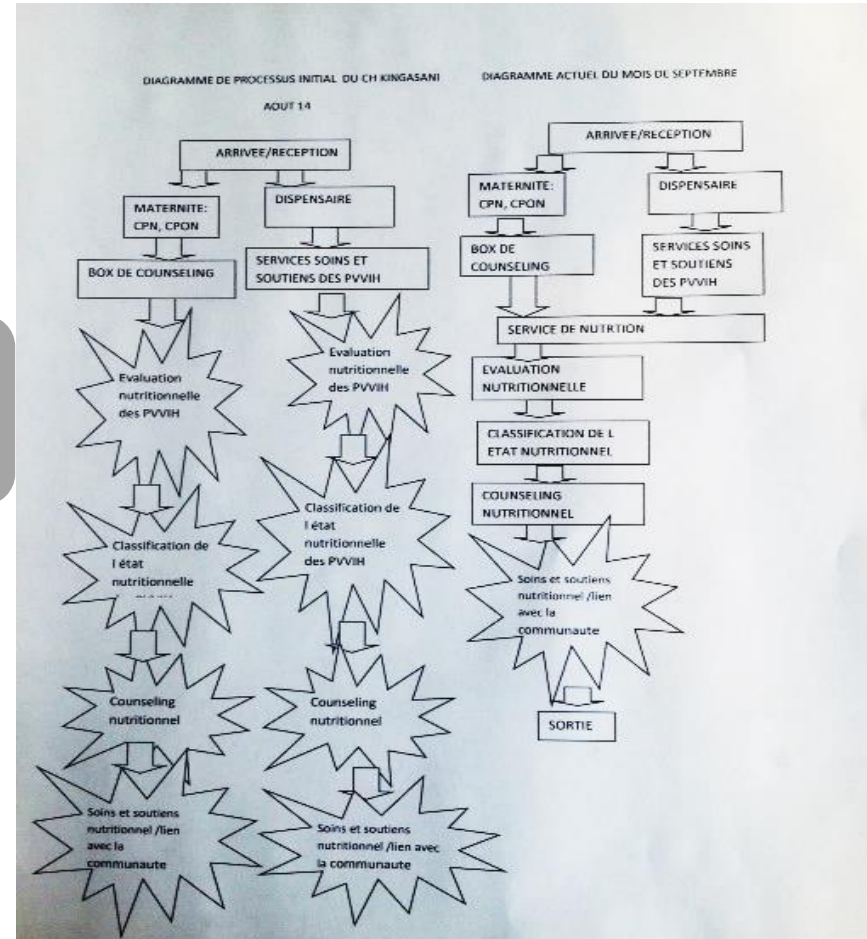 DIAGRAMME DE PROCESSUS INITIAL DU CH KINGASANI
AOUT 14
ARRIVEE/RECEPTION
MATERNITE:
CPN, CPON
DISPENSAIRE
BOX DE COUNSELING
SERVICES SOINS ET
SOUTIENS DES PVVIH
Evaluation
nutritionnelle
des PVVIH
Evaluation
nutritionnelle
des PVVIH
Classification de
l état
nutritionnelle
Classification de
l état
nutritionnelle
des PVVIH
Counseling
nutritionnel
Counseling
nutritionnel
Soins et soutiens
nutritionnel /lien
avec la
communaute
Soins et soutiens
nutritionnel /lien avec
la communaute
DIAGRAMME ACTUEL DU MOIS DE SEPTEMBRE
ARRIVEE/RECEPTION
MATERNITE:
CPN, CPON
DISPENSAIRE
BOX DE
COUNSELING
SERVICES SOINS
ET SOUTIENS
DES PVVIH
SERVICE DE NUTRTION
EVALUATION
NUTRITIONNELLE
CLASSIFICATION DE L
ETAT NUTRITIONNEL
COUNSELING
NUTRITIONNEL
Soins et soutiens
nutritionnel /lien
avec la
communaute
SORTIE